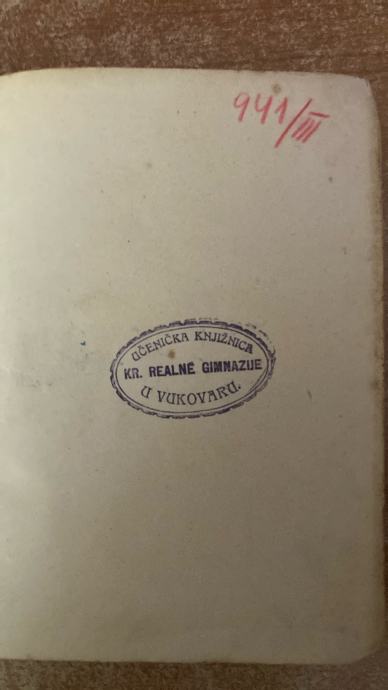 941/III
UČENIČKA KNJIŽNICA
KR. REALNE GIMNAZIJE
U VUKOVARU.